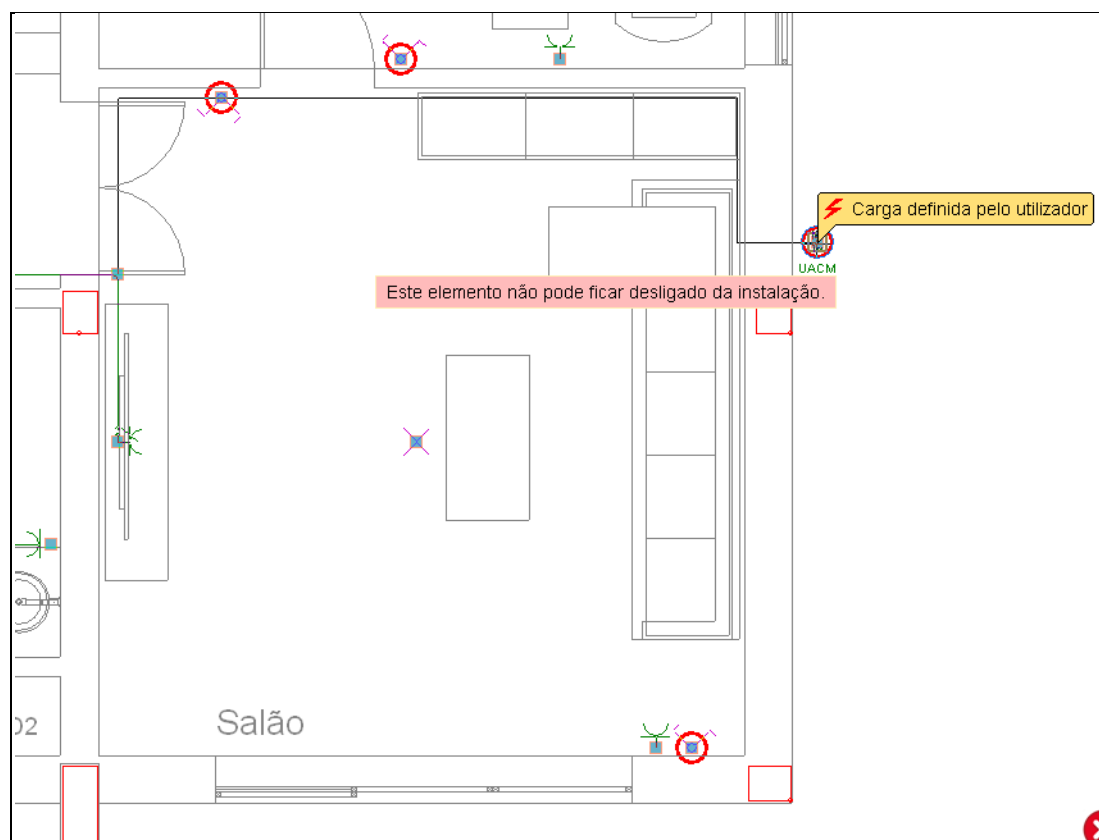 Carga definida pelo utilizador
UACM
Este elemento não pode ficar desligado da instalação.
Salão
02